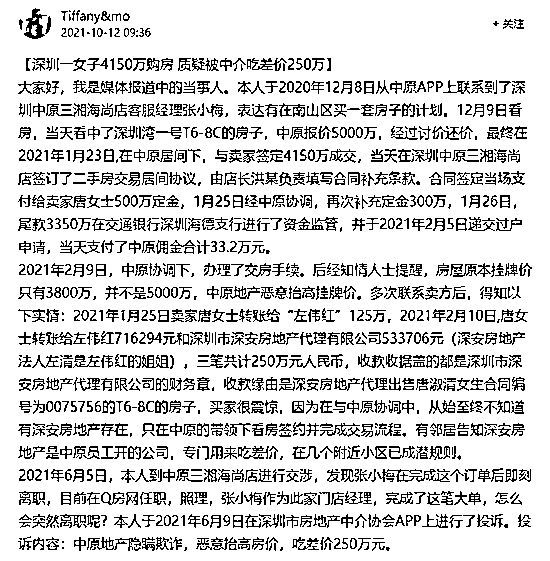 Tiffany&mo
2021-10-12 09:36
+ 关注
【深圳一女子4150万购房 质疑被中介吃差价250万】
大家好，我是媒体报道中的当事人。本人于2020年12月8日从中原APP上联系到了深
圳中原三湘海尚店客服经理张小梅，表达有在南山区买一套房子的计划。12月9日看
房，当天看中了深圳湾一号T6-8C的房子，中原报价5000万，经过讨价还价，最终在
2021年1月23日,在中原居间下，与卖家签定4150万成交，当天在深圳中原三湘海尚
店签订了二手房交易居间协议，由店长洪某负责填写合同补充条款。合同签定当场支
付给卖家唐女士500万定金，1月25日经中原协调，再次补充定金300万，1月26日，
尾款3350万在交通银行深圳海德支行进行了资金监管，并于2021年2月5日递交过户
申请，当天支付了中原佣金合计33.2万元。
2021年2月9日，中原协调下，办理了交房手续。后经知情人士提醒，房屋原本挂牌价
只有3800万，并不是5000万，中原地产恶意抬高挂牌价。多次联系卖方后，得知以
下实情：2021年1月25日卖家唐女士转账给“左伟红”125万，2021年2月10日,唐女
士转账给左伟红716294元和深圳市深安房地产代理有限公司533706元（深安房地产
法人左清是左伟红的姐姐），三笔共计250万元人民币，收款收据盖的都是深圳市深
安房地产代理有限公司的财务章，收款缘由是深安房地产代理出售唐淑清女生合同编
号为0075756的T6-8C的房子，买家很震惊，因为在与中原协调中，从始至终不知道
有深安房地产存在，只在中原的带领下看房签约并完成交易流程。有邻居告知深安房
地产是中原员工开的公司，专门用来吃差价，在几个附近小区已成潜规则。
2021年6月5日，本人到中原三湘海尚店进行交涉，发现张小梅在完成这个订单后即刻
离职，目前在Q房网任职，照理，张小梅作为此家门店经理，完成了这笔大单，怎么
会突然离职呢？本人于2021年6月9日在深圳市房地产中介协会APP上进行了投诉。投
诉内容：中原地产隐瞒欺诈，恶意抬高房价，吃差价250万元。